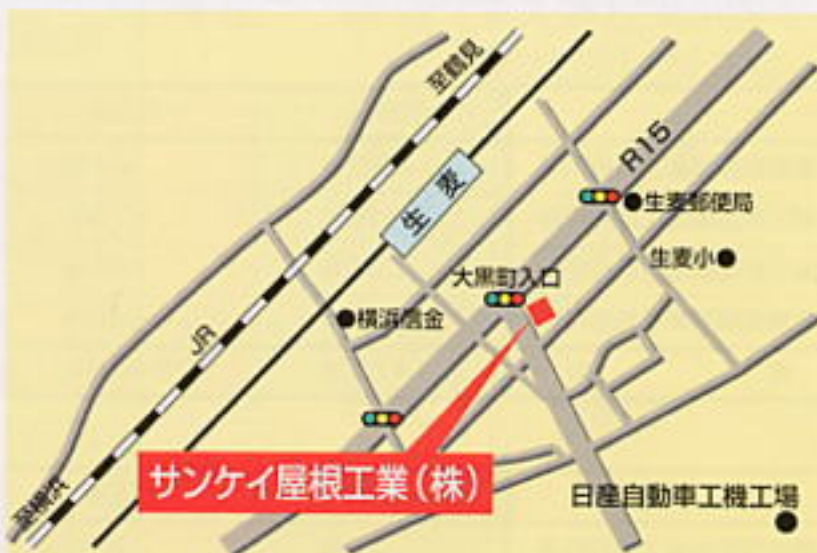 至鶴見
R15
生麦
生麦郵便局
生麦小
大黒町入口
横浜信金
JR
サンケイ屋根工業(株)
至横浜
日産自動車工機工場